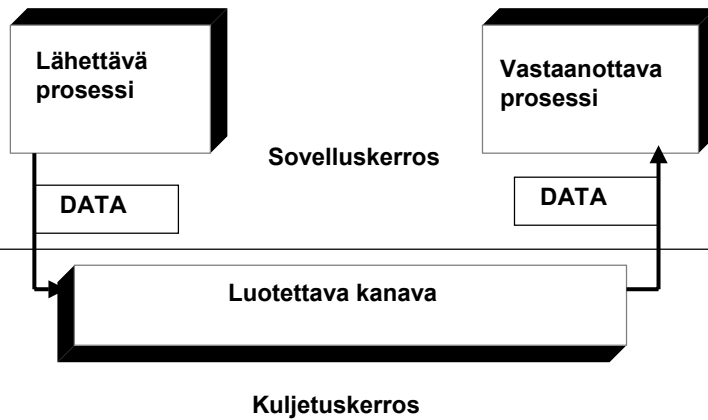 Lähettävä
prosessi
Vastaanottava
prosessi
Sovelluskerros
DATA
DATA
Luotettava kanava
Kuljetuskerros